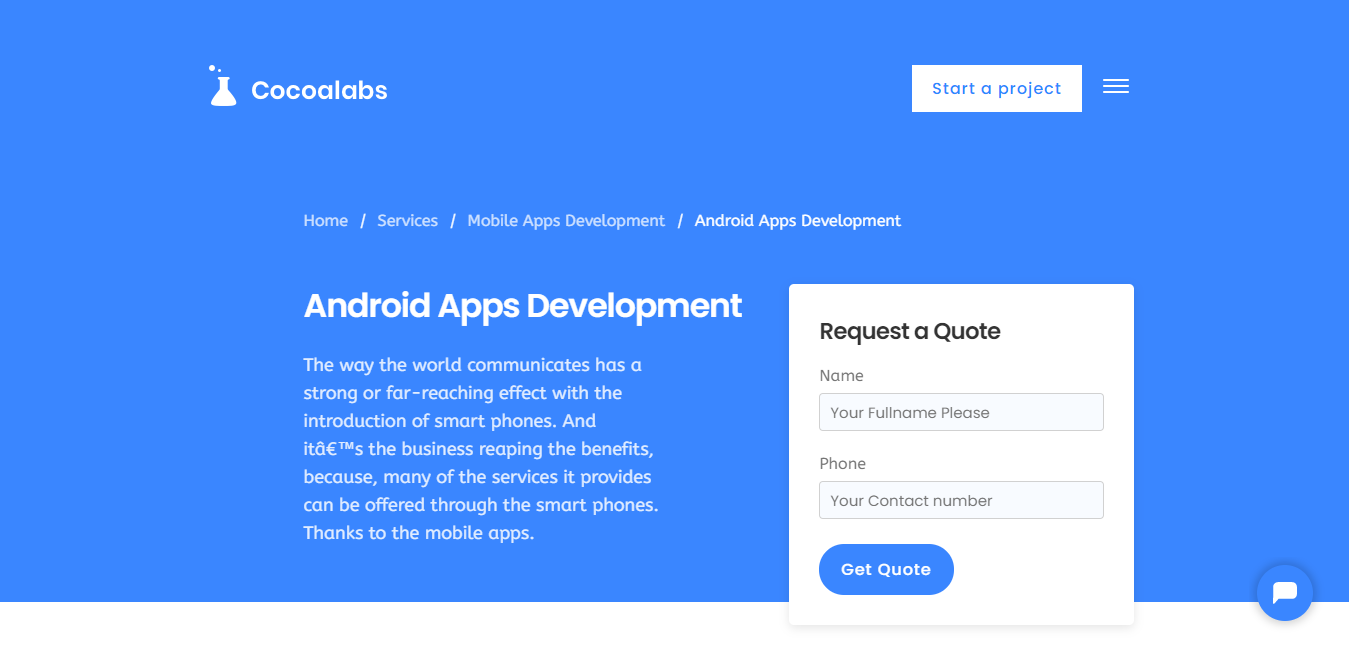 Cocoalabs
Start a project
Home / Services / Mobile Apps Development / Android Apps Development
Android Apps Development
The way the world communicates has a
strong or far-reaching effect with the
introduction of smart phones. And
itâ€™s the business reaping the benefits,
because, many of the services it provides
can be offered through the smart phones.
Thanks to the mobile apps.
Request a Quote
Name
Your Fullname Please
Phone
Your Contact number
Get Quote